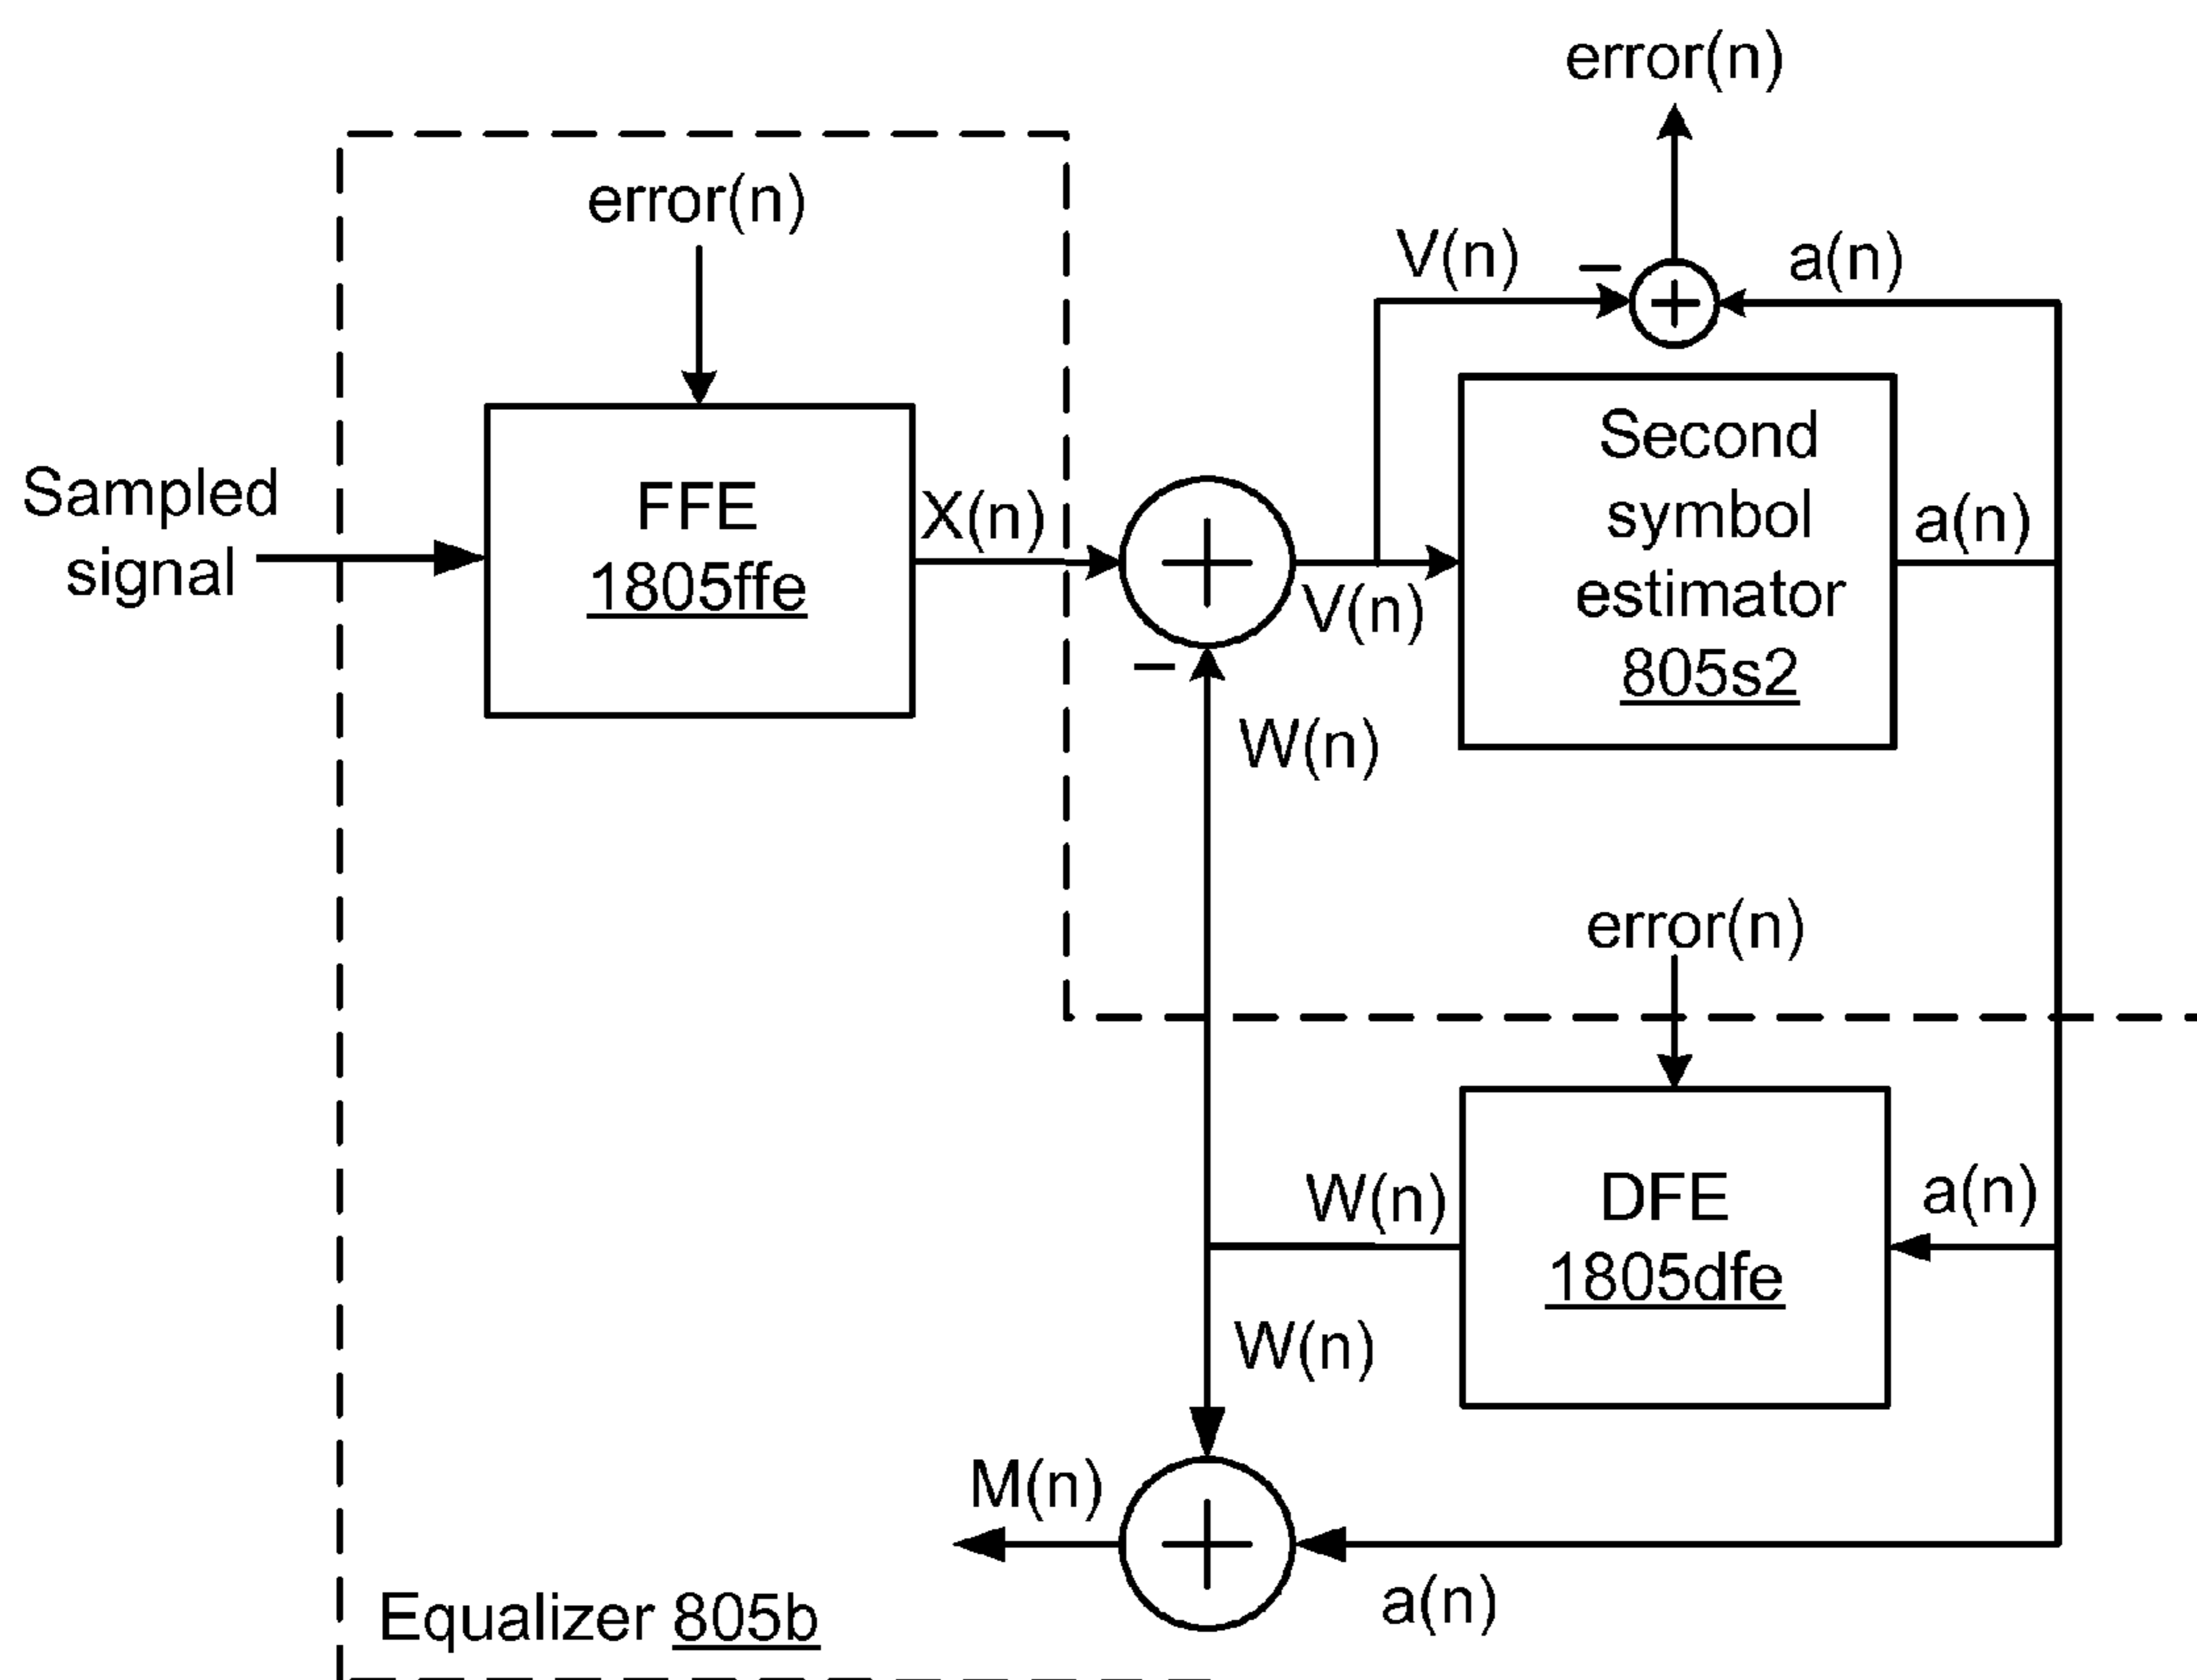 error(n)
error(n)
V(n)
−
a(n)
Sampled
signal
FFE
1805ffe
X(n)
Second
symbol
estimator
805s2
V(n)
a(n)
−
W(n)
error(n)
W(n)
DFE
1805dfe
a(n)
W(n)
M(n)
a(n)
Equalizer 805b